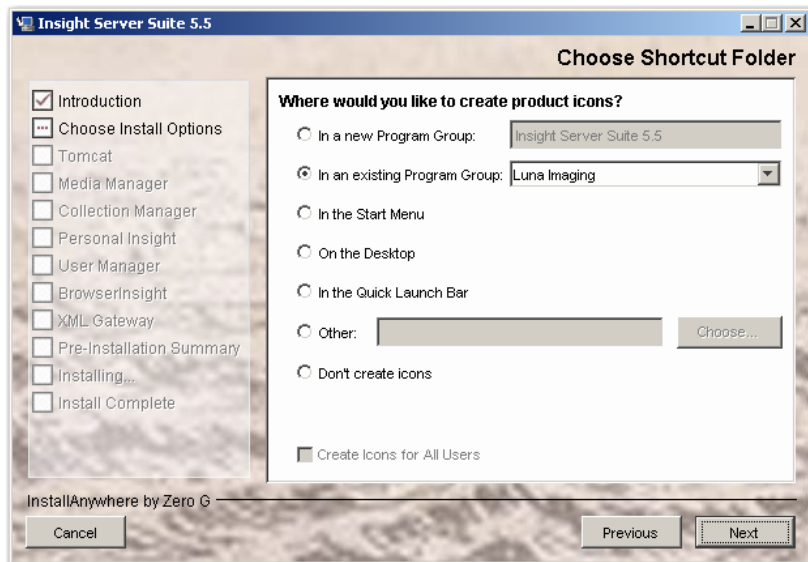 Insight Server Suite 5.5
Choose Shortcut Folder
Introduction
Choose Install Options
Tomcat
Media Manager
Collection Manager
Personal Insight
User Manager
BrowserInsight
XML Gateway
Pre-Installation Summary
Installing...
Install Complete
Where would you like to create product icons?
In a new Program Group: Insight Server Suite 5.5
In an existing Program Group: Luna Imaging
In the Start Menu
On the Desktop
In the Quick Launch Bar
Other: Choose...
Don't create icons
Create Icons for All Users
InstallAnywhere by Zero G
Cancel Previous Next